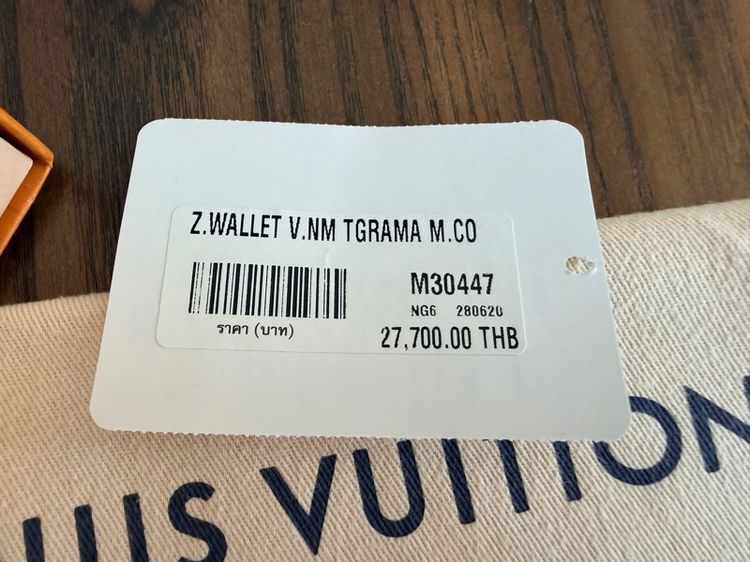 Z.WALLET V.NM TGRAMA M.CO
M30447
NG6 280620
ราคา (บาท)
27,700.00 THB
UIS VUITTON